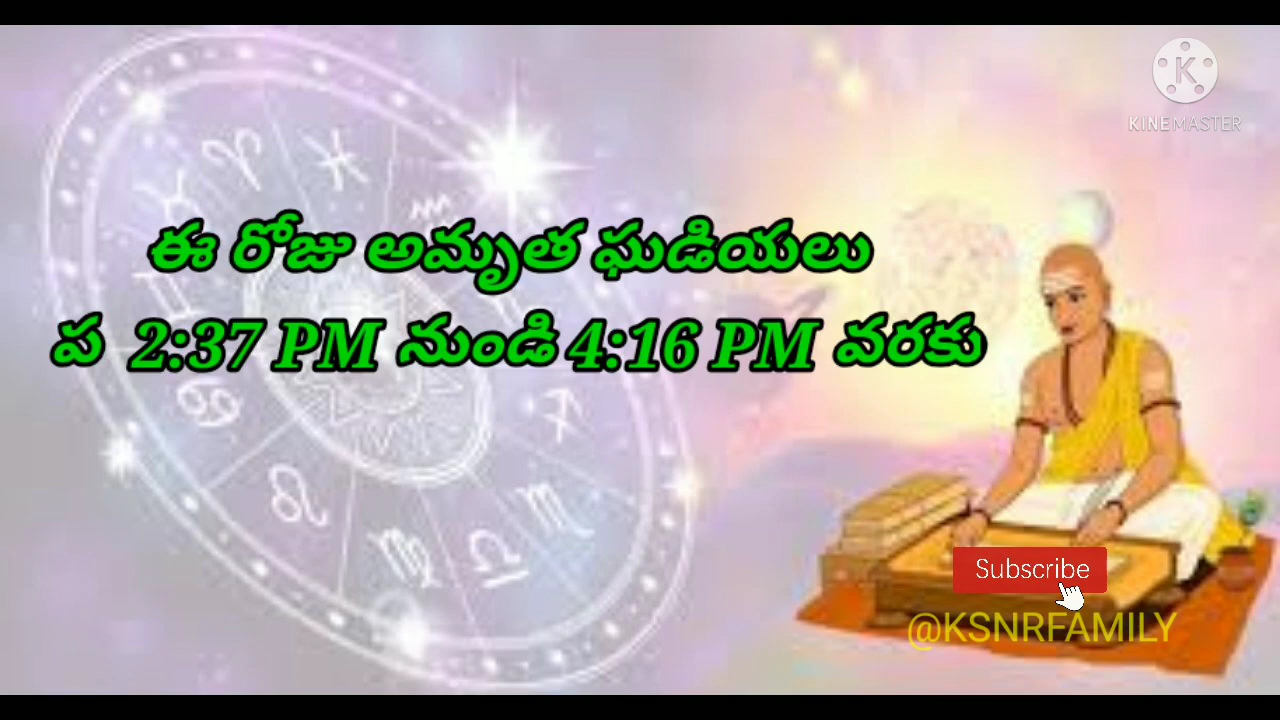 K
KINEMASTER
ఈ రోజు అమృత ఘడియలు
ప 2:37 PM నుండి 4:16 PM వరకు
Subscribe
@KSNRFAMILY